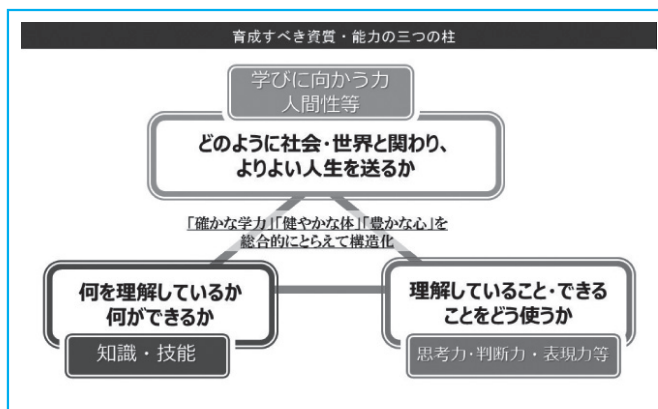 育成すべき資質・能力の三つの柱
学びに向かう力
人間性等
どのように社会・世界と関わり、
よりよい人生を送るか
「確かな学力」「健やかな体」「豊かな心」を
総合的にとらえて構造化
何を理解しているか
何ができるか
知識・技能
理解していること・できる
ことをどう使うか
思考力・判断力・表現力等